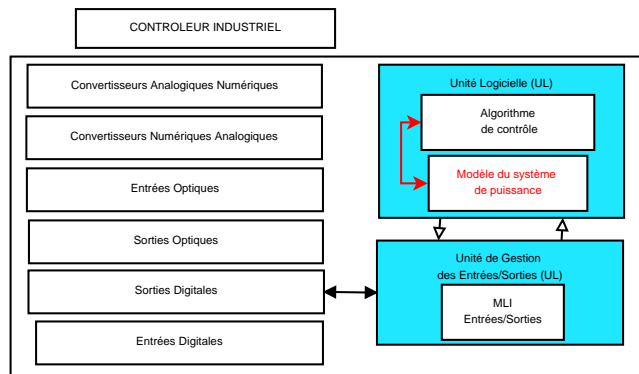 CONTROLEUR INDUSTRIEL
Convertisseurs Analogiques Numériques
Convertisseurs Numériques Analogiques
Entrées Optiques
Sorties Optiques
Sorties Digitales
Entrées Digitales
Unité Logicielle (UL)
Algorithme
de contrôle
Modèle du système
de puissance
Unité de Gestion
des Entrées/Sorties (UL)
MLI
Entrées/Sorties